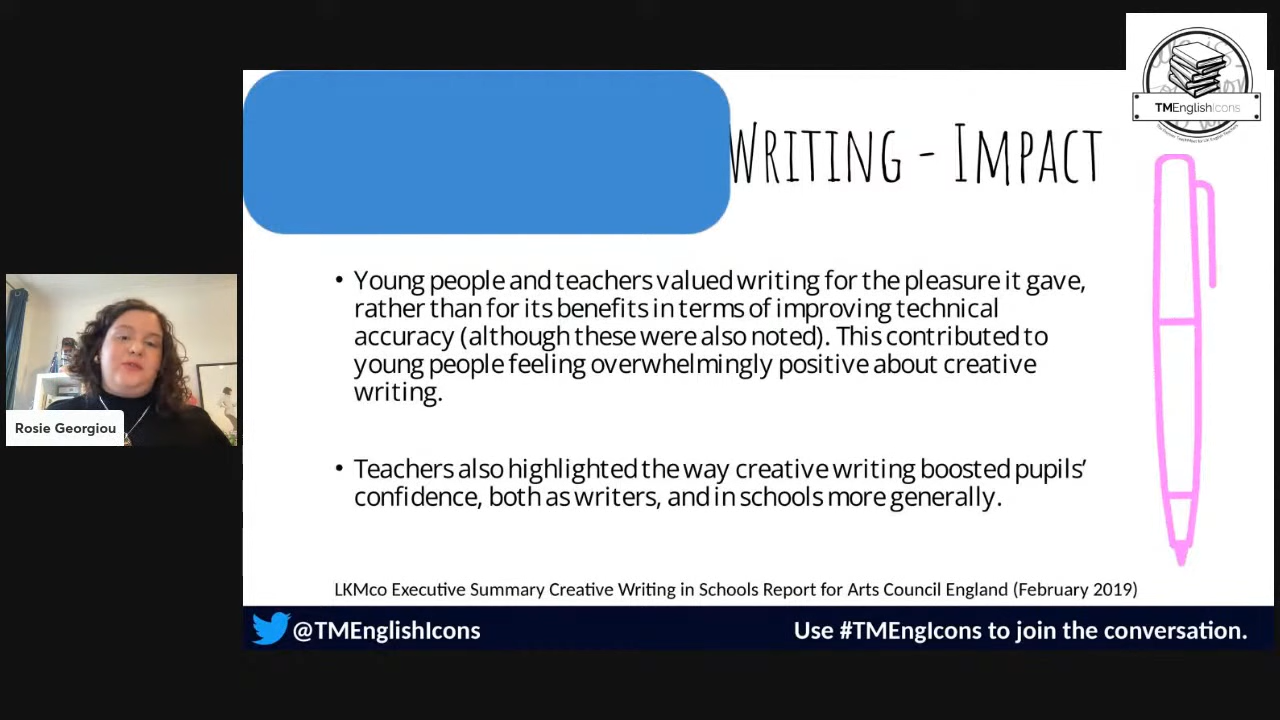 TMEnglishIcons
Writing - Impact
• Young people and teachers valued writing for the pleasure it gave,
rather than for its benefits in terms of improving technical
accuracy (although these were also noted). This contributed to
young people feeling overwhelmingly positive about creative
writing.
• Teachers also highlighted the way creative writing boosted pupils’
confidence, both as writers, and in schools more generally.
Rosie Georgiou
LKMco Executive Summary Creative Writing in Schools Report for Arts Council England (February 2019)
@TMEnglishIcons
Use #TMEngIcons to join the conversation.